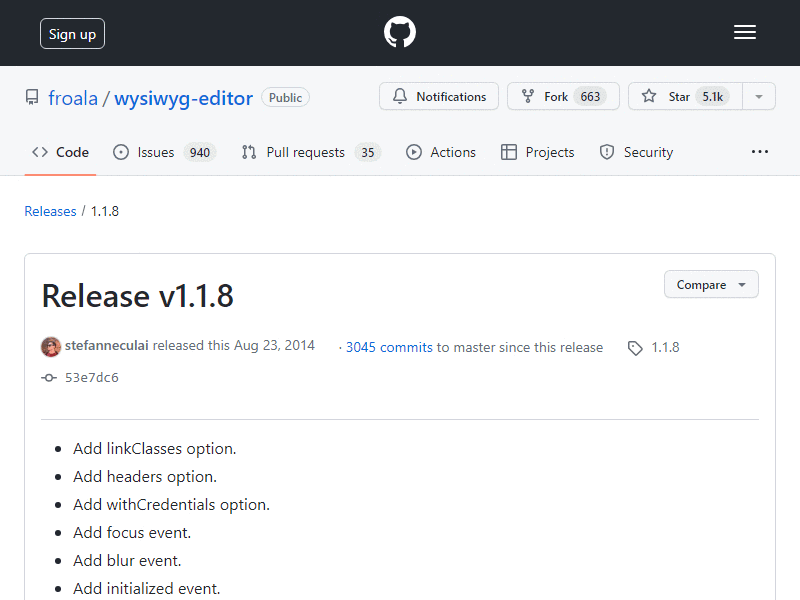 Sign up
froala / wysiwyg-editor Public Notifications Fork 663 Star 5.1k
Code Issues 940 Pull requests 35 Actions Projects Security
Releases / 1.1.8
Release v1.1.8 Compare
stefanneculai released this Aug 23, 2014 · 3045 commits to master since this release 1.1.8
53e7dc6
Add linkClasses option.
Add headers option.
Add withCredentials option.
Add focus event.
Add blur event.
Add initialized event.